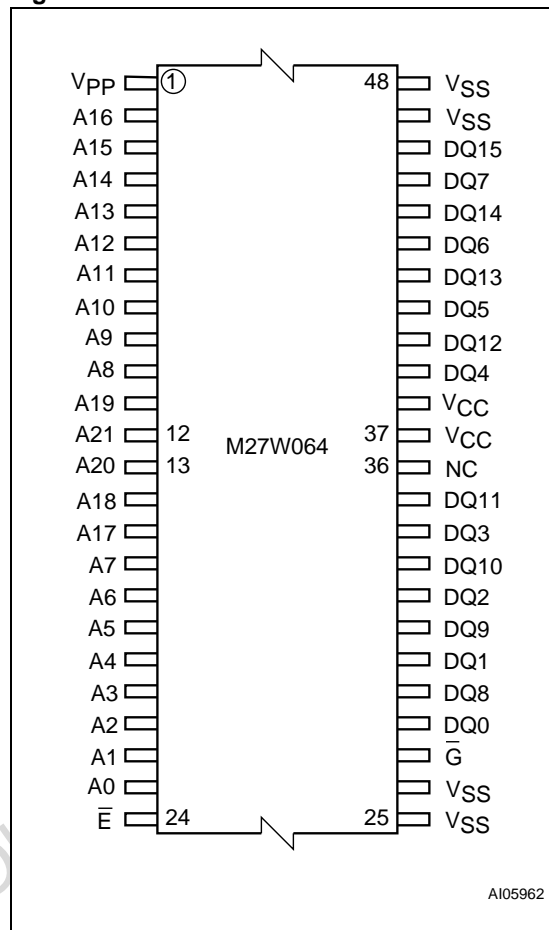 VPP 1 48 VSS
A16 VSS
A15 DQ15
A14 DQ7
A13 DQ14
A12 DQ6
A11 DQ13
A10 DQ5
A9 DQ12
A8 DQ4
A19 VCC
A21 12 37 VCC
M27W064
A20 13 36 NC
A18 DQ11
A17 DQ3
A7 DQ10
A6 DQ2
A5 DQ9
A4 DQ1
A3 DQ8
A2 DQ0
A1 G̅
A0 VSS
E̅ 24 25 VSS
AI05962